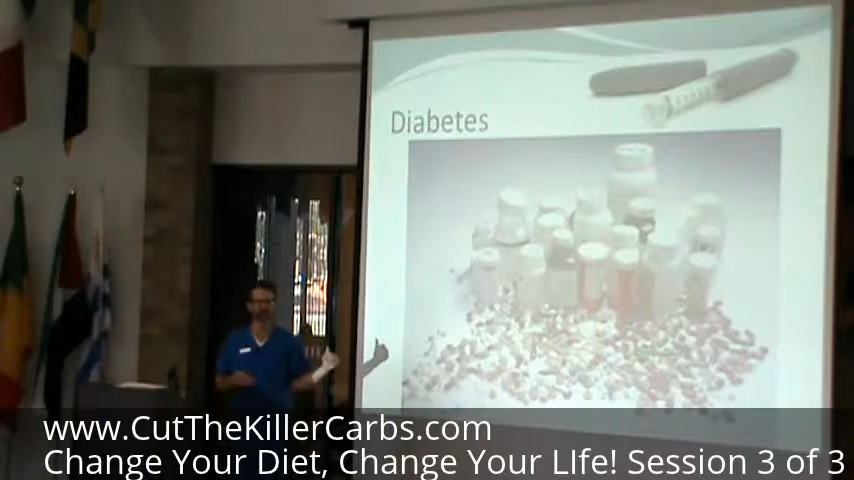 Diabetes
www.CutTheKillerCarbs.com
Change Your Diet, Change Your LIfe! Session 3 of 3